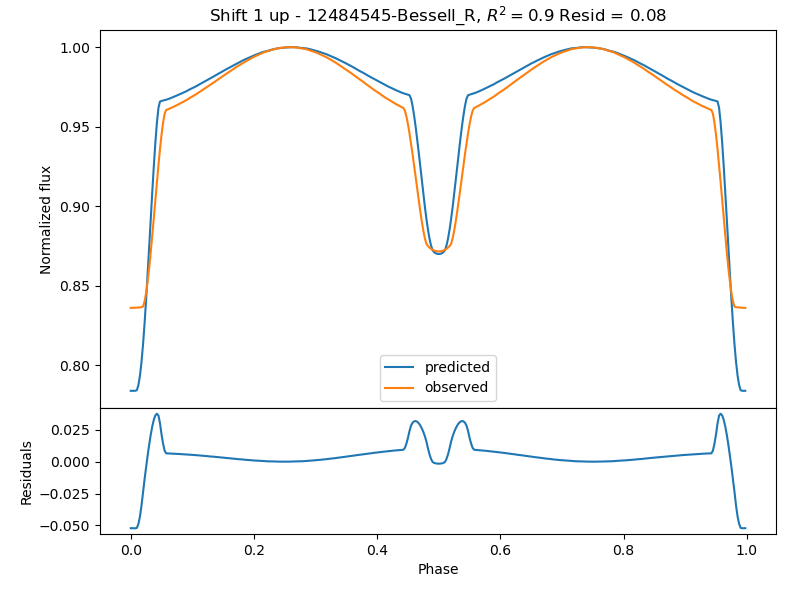 Shift 1 up - 12484545-Bessell_R, R² = 0.9 Resid = 0.08
1.00
0.95
0.90
0.85
0.80
Normalized flux
predicted
observed
0.025
0.000
−0.025
−0.050
Residuals
0.0 0.2 0.4 0.6 0.8 1.0
Phase